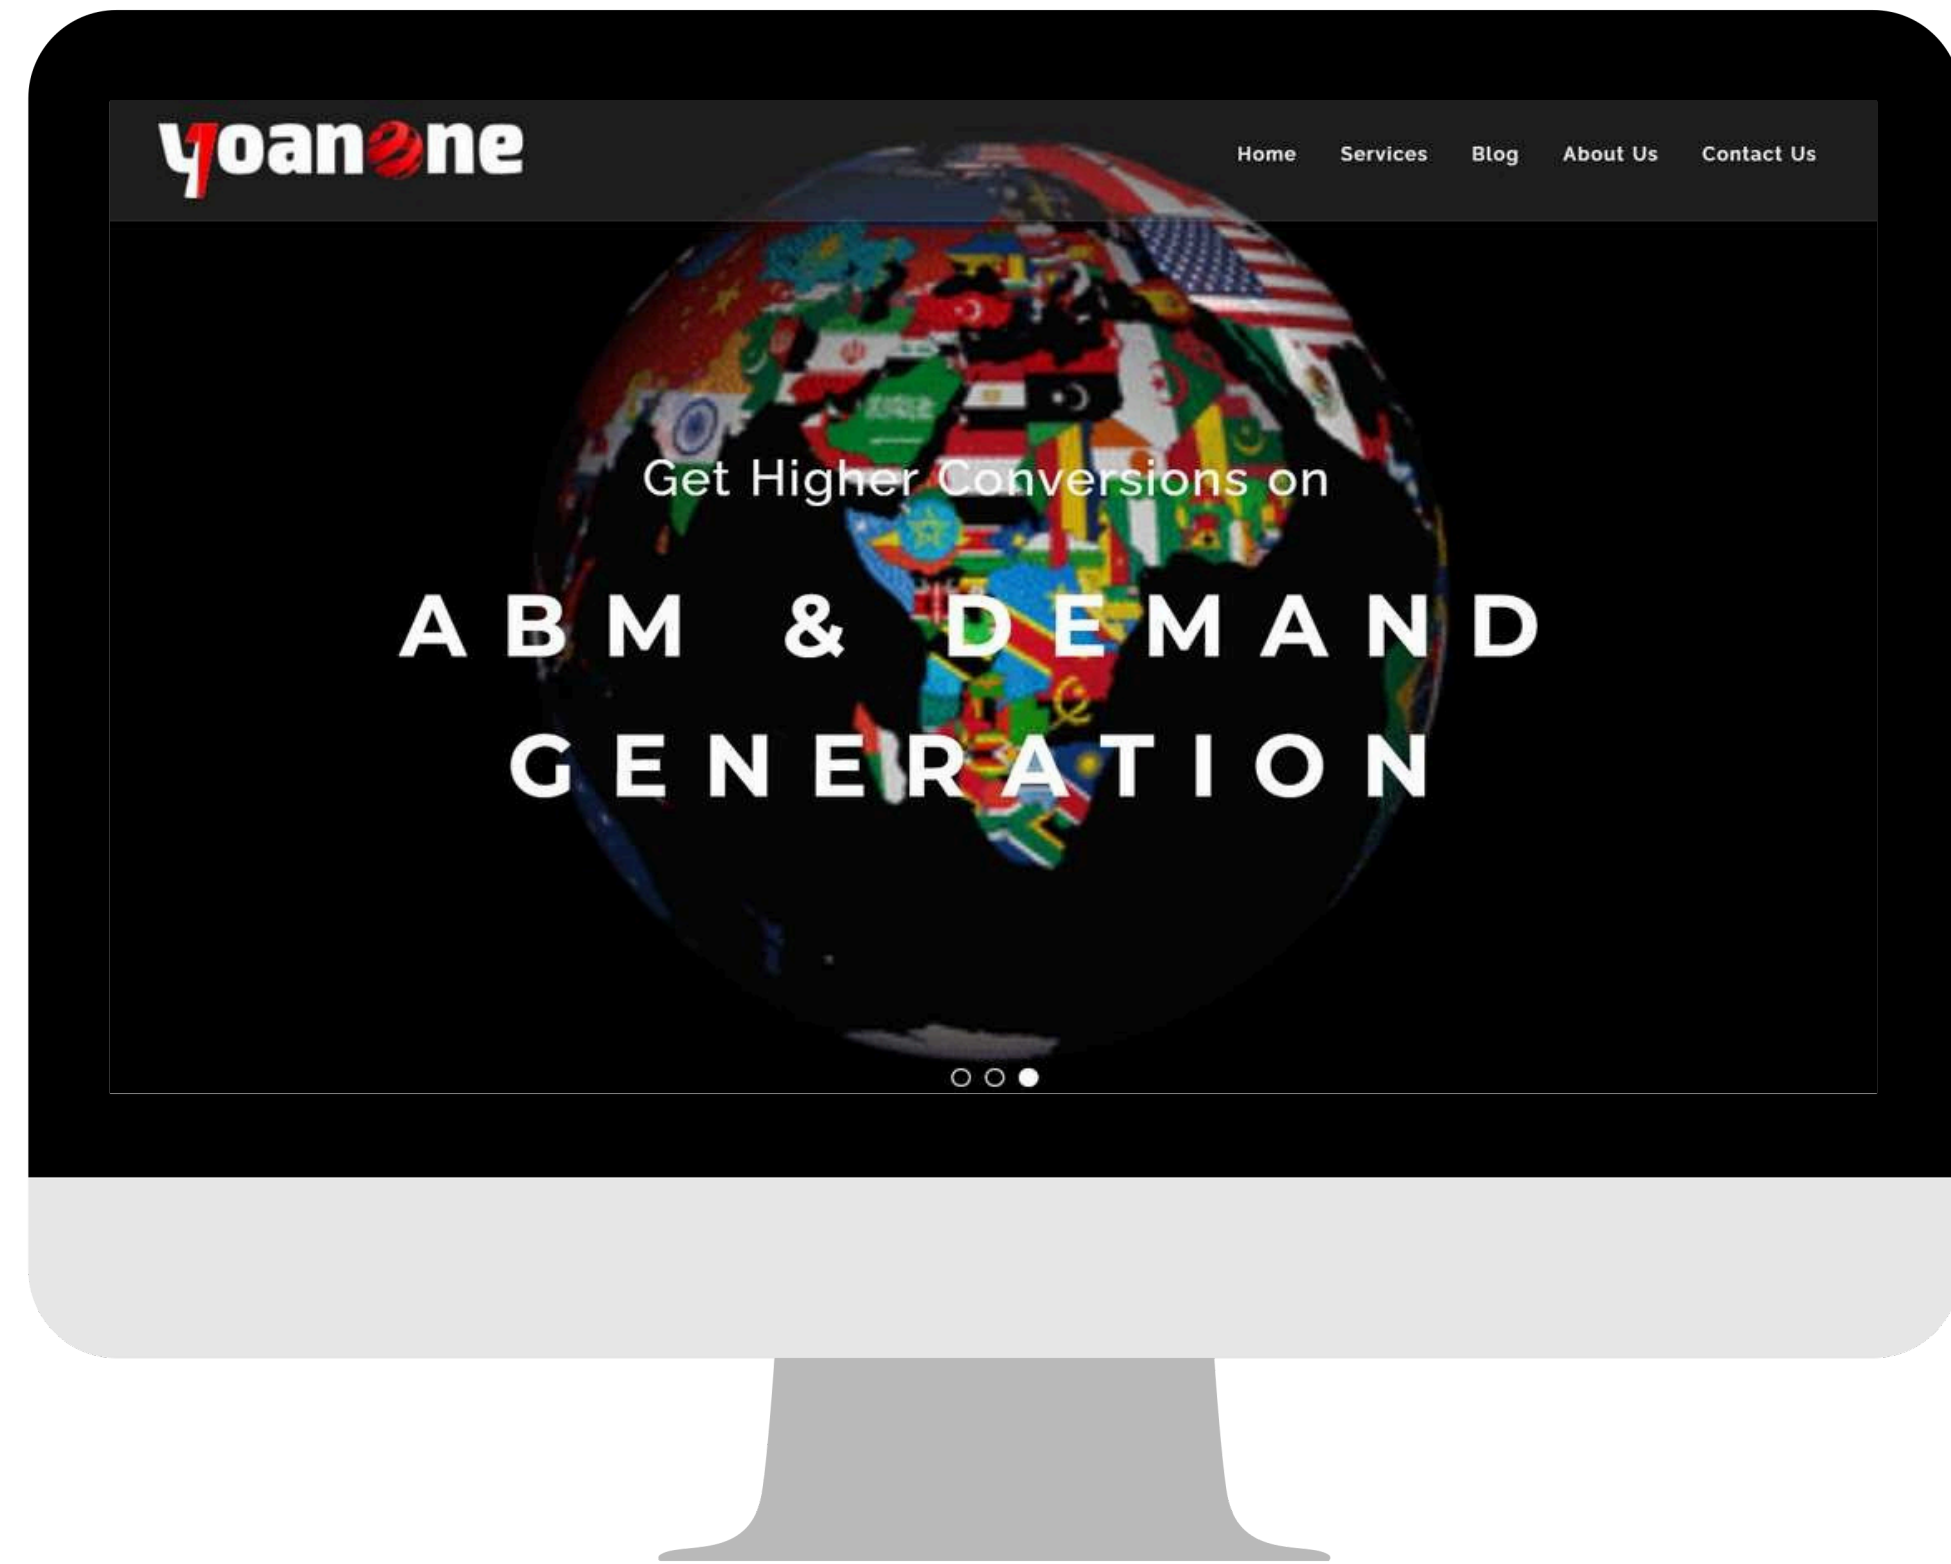 yoanone
Home Services Blog About Us Contact Us
Get Higher Conversions on
ABM & DEMAND
GENERATION